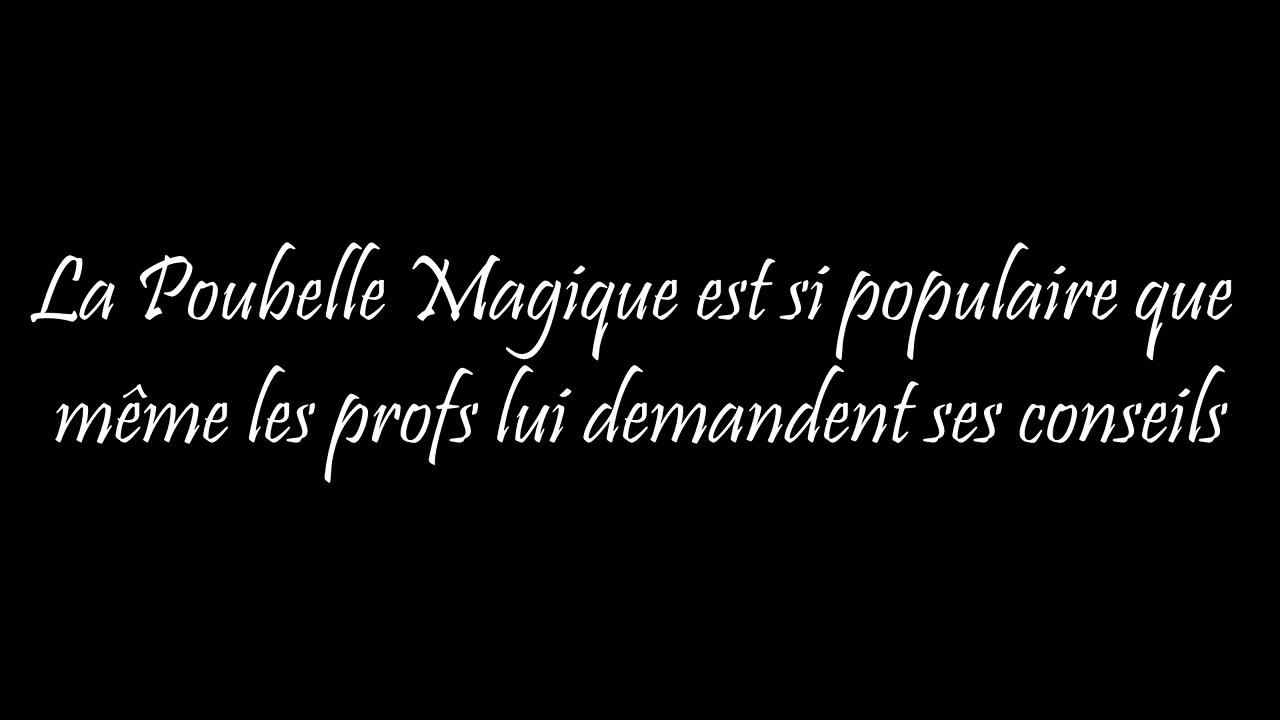 La Poubelle Magique est si populaire que
même les profs lui demandent ses conseils